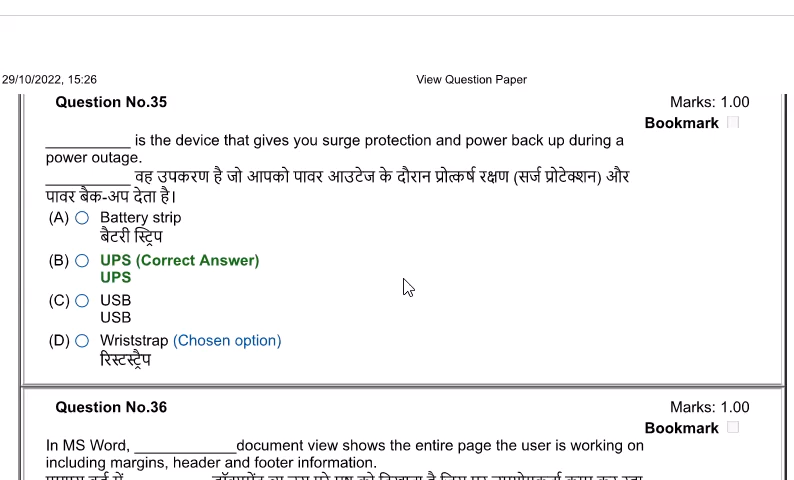 29/10/2022, 15:26 View Question Paper
Question No.35 Marks: 1.00
Bookmark
__________ is the device that gives you surge protection and power back up during a
power outage.
__________ वह उपकरण है जो आपको पावर आउटेज के दौरान प्रोत्कर्ष रक्षण (सर्ज प्रोटेक्शन) और
पावर बैक-अप देता है।
(A) Battery strip
बैटरी स्ट्रिप
(B) UPS (Correct Answer)
UPS
(C) USB
USB
(D) Wriststrap (Chosen option)
रिस्टस्ट्रैप
Question No.36 Marks: 1.00
Bookmark
In MS Word, ____________document view shows the entire page the user is working on
including margins, header and footer information.